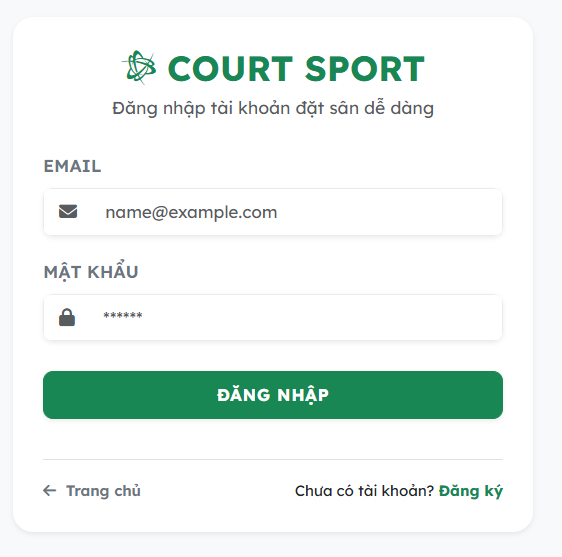 COURT SPORT
Đăng nhập tài khoản đặt sân dễ dàng
EMAIL
name@example.com
MẬT KHẨU
******
ĐĂNG NHẬP
← Trang chủ
Chưa có tài khoản? Đăng ký